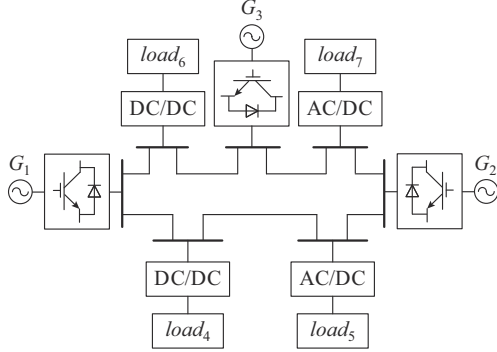 G₃
load₆
load₇
DC/DC
AC/DC
G₁
G₂
DC/DC
AC/DC
load₄
load₅